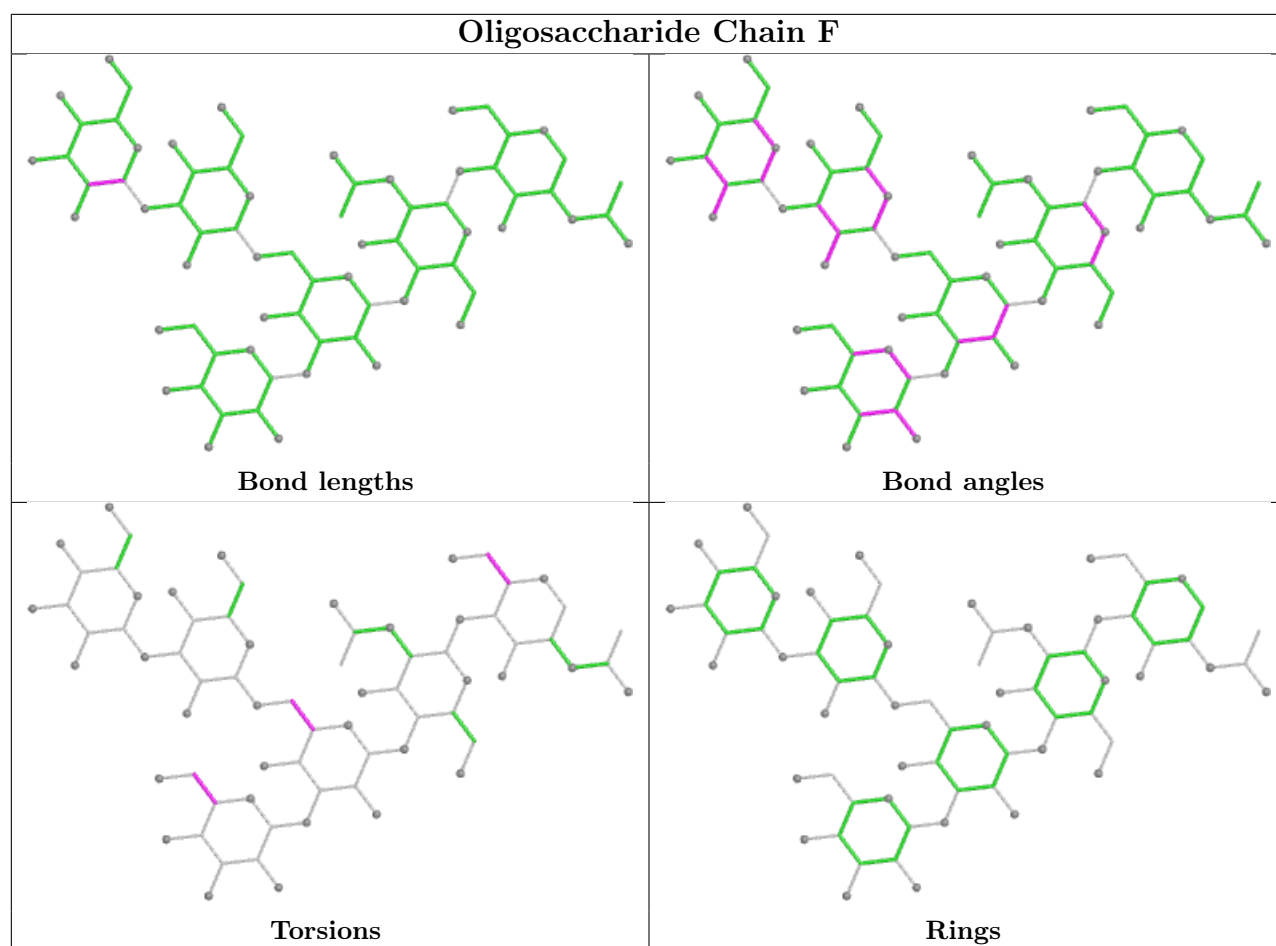 Oligosaccharide Chain F
Bond lengths
Bond angles
Torsions
Rings